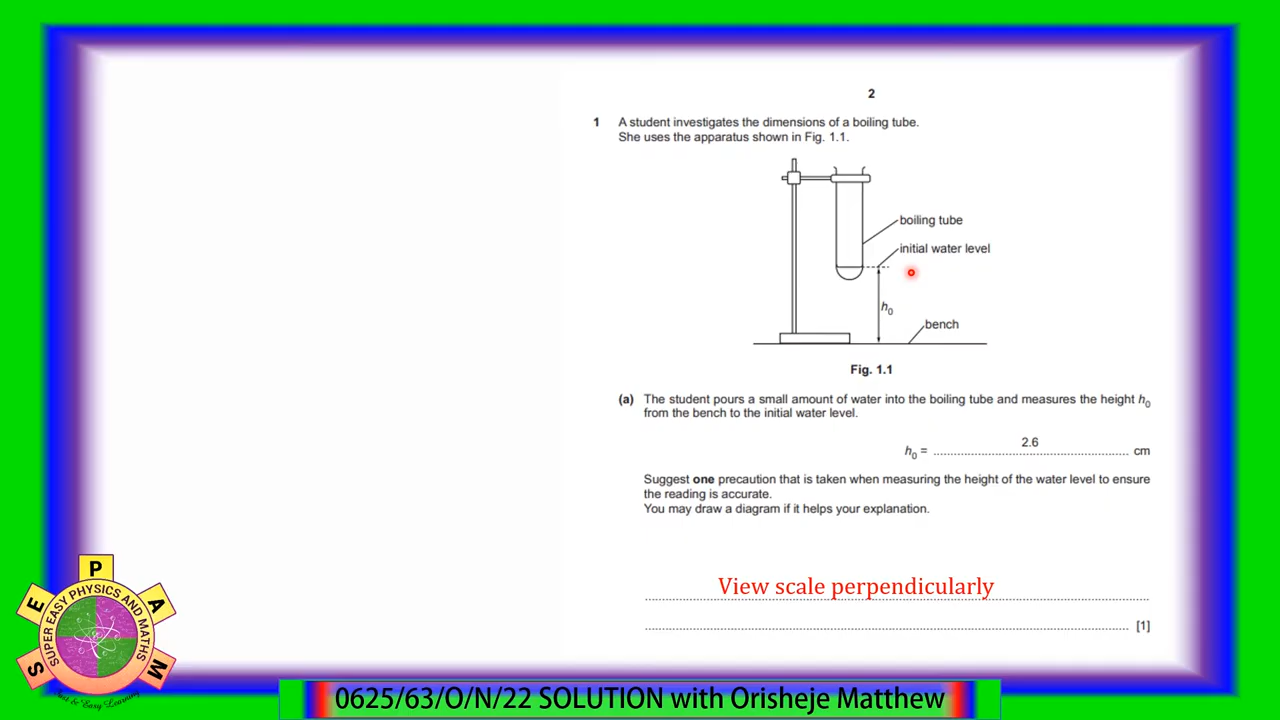 2
1 A student investigates the dimensions of a boiling tube.
She uses the apparatus shown in Fig. 1.1.
boiling tube
initial water level
h0
bench
Fig. 1.1
(a) The student pours a small amount of water into the boiling tube and measures the height h0
from the bench to the initial water level.
2.6
h0 = ........................................................ cm
Suggest one precaution that is taken when measuring the height of the water level to ensure
the reading is accurate.
You may draw a diagram if it helps your explanation.
View scale perpendicularly
[1]
S E P A M
SUPER EASY PHYSICS AND MATHS
Fast & Easy Learning
0625/63/O/N/22 SOLUTION with Orisheje Matthew